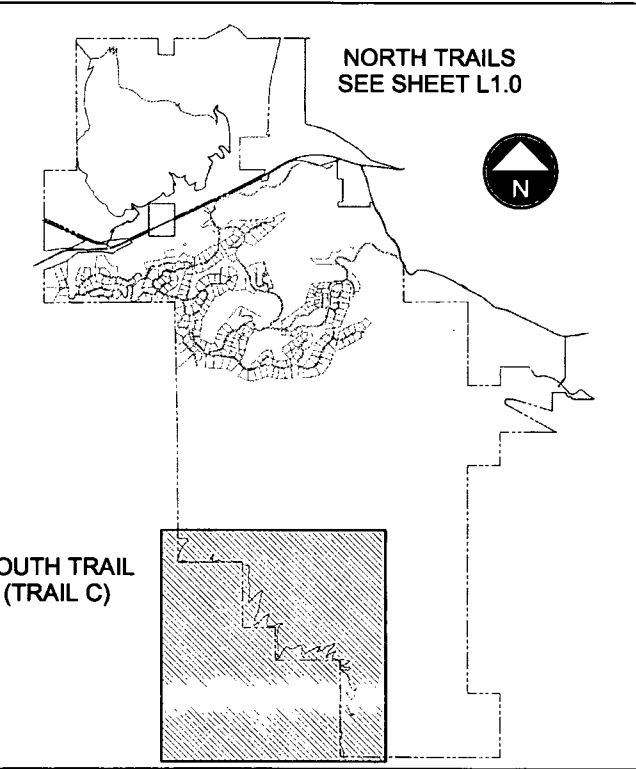 NORTH TRAILS
SEE SHEET L1.0
N
OUTH TRAIL
(TRAIL C)